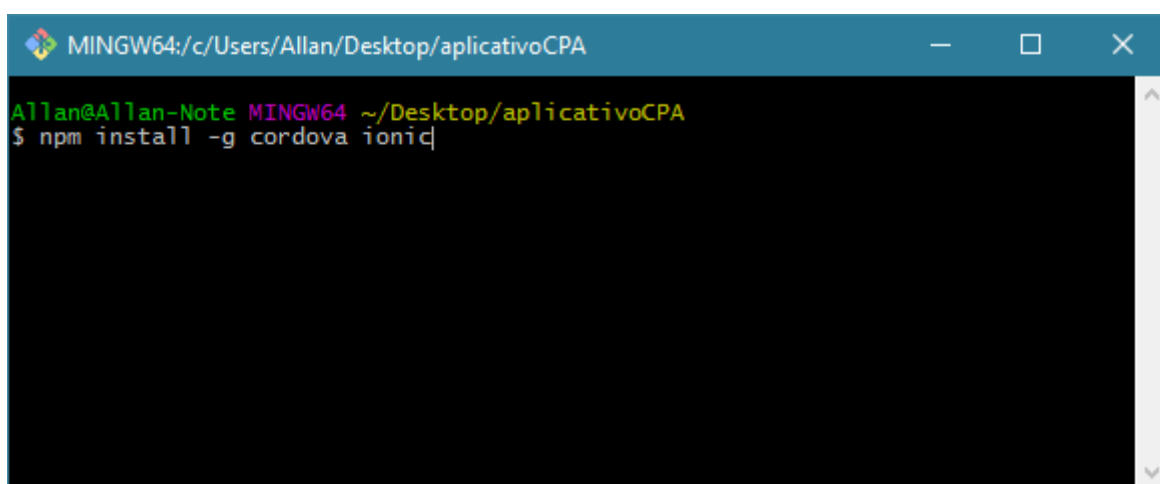 MINGW64:/c/Users/Allan/Desktop/aplicativoCPA
Allan@Allan-Note MINGW64 ~/Desktop/aplicativoCPA
$ npm install -g cordova ionic